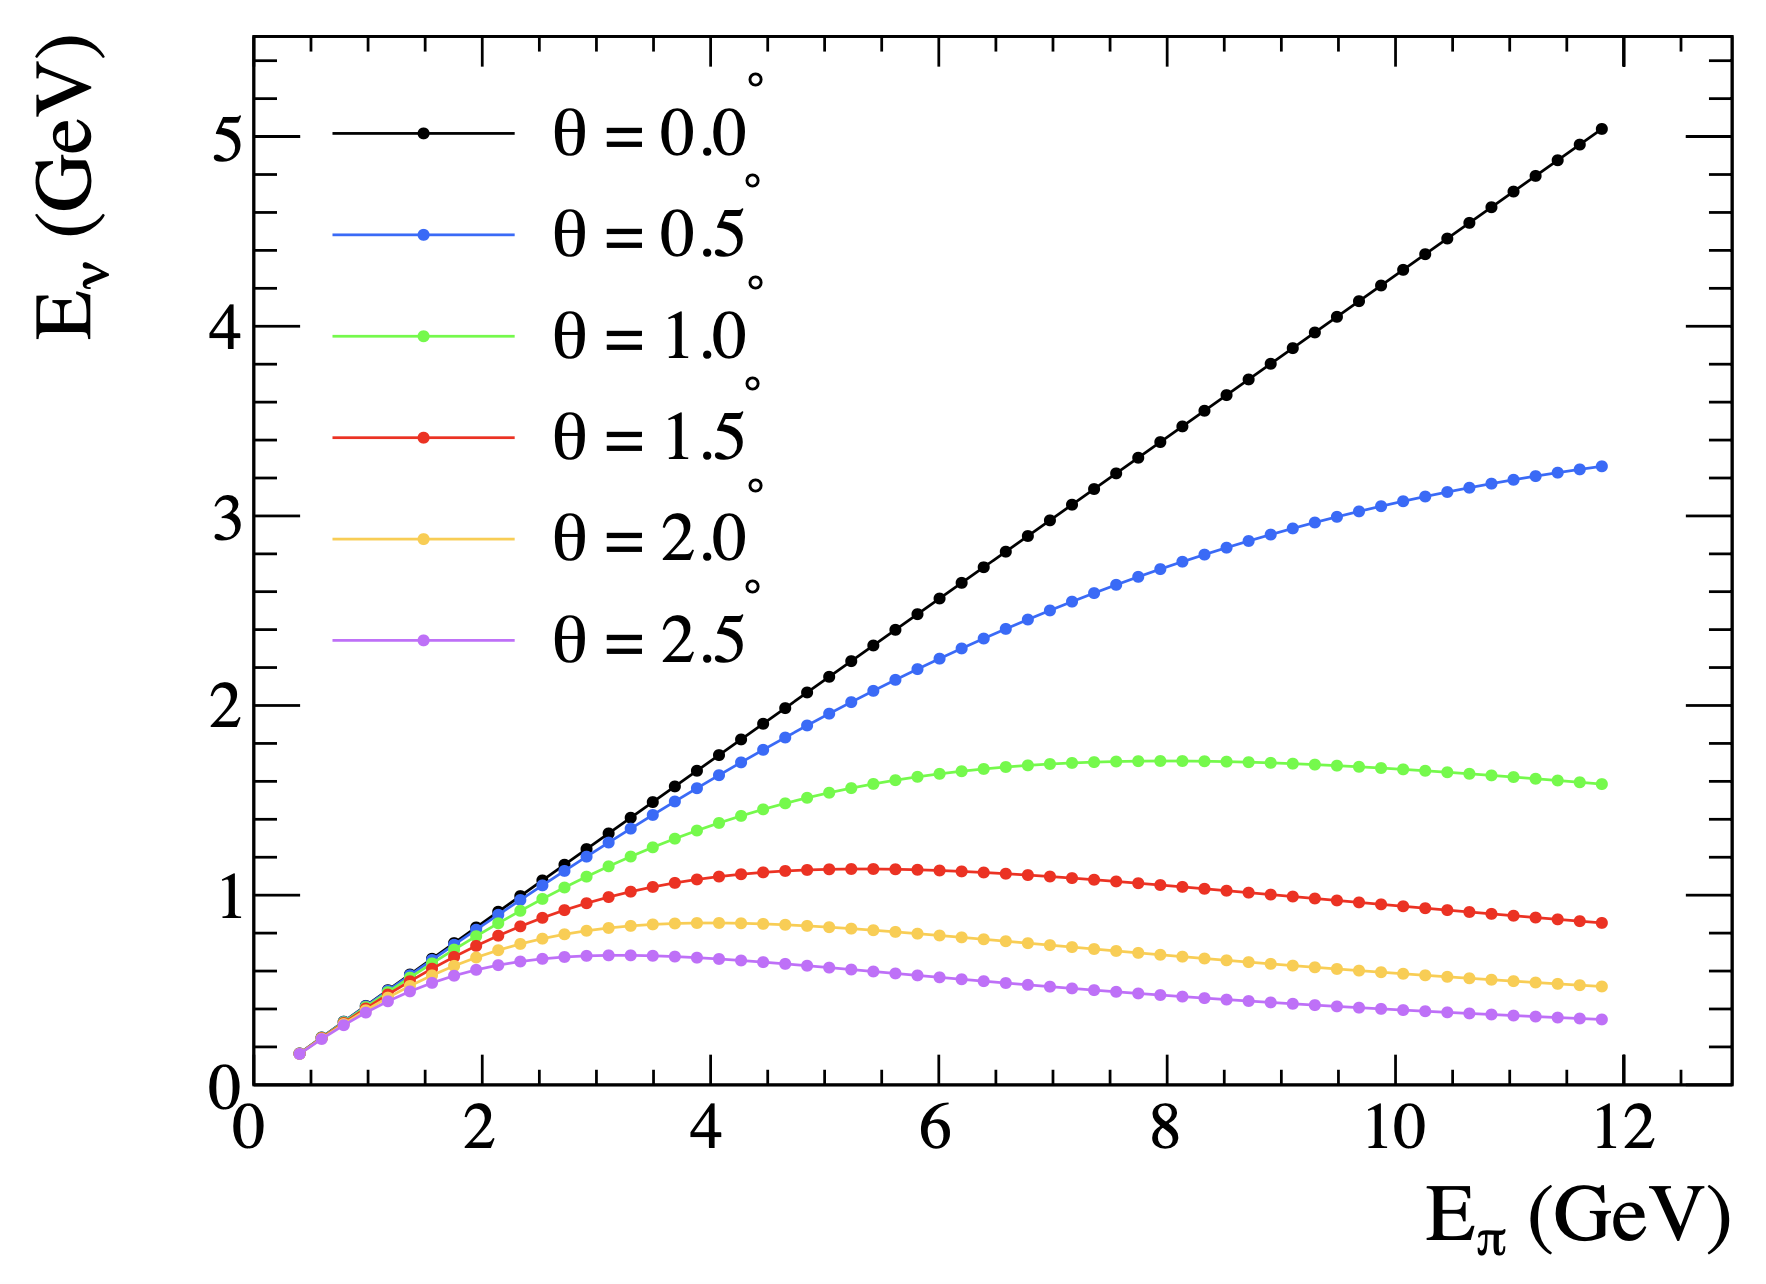 E_ν (GeV)
5
4
3
2
1
0
θ = 0.0°
θ = 0.5°
θ = 1.0°
θ = 1.5°
θ = 2.0°
θ = 2.5°
0 2 4 6 8 10 12
E_π (GeV)